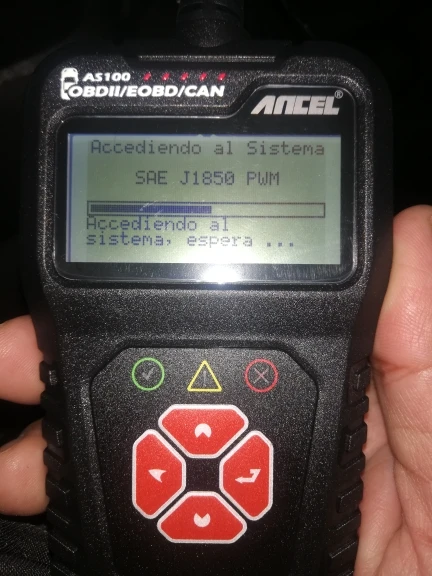 AS100
OBDII/EOBD/CAN
ANCEL®
Accediendo al Sistema
SAE J1850 PWM
Accediendo al
sistema, espera ...